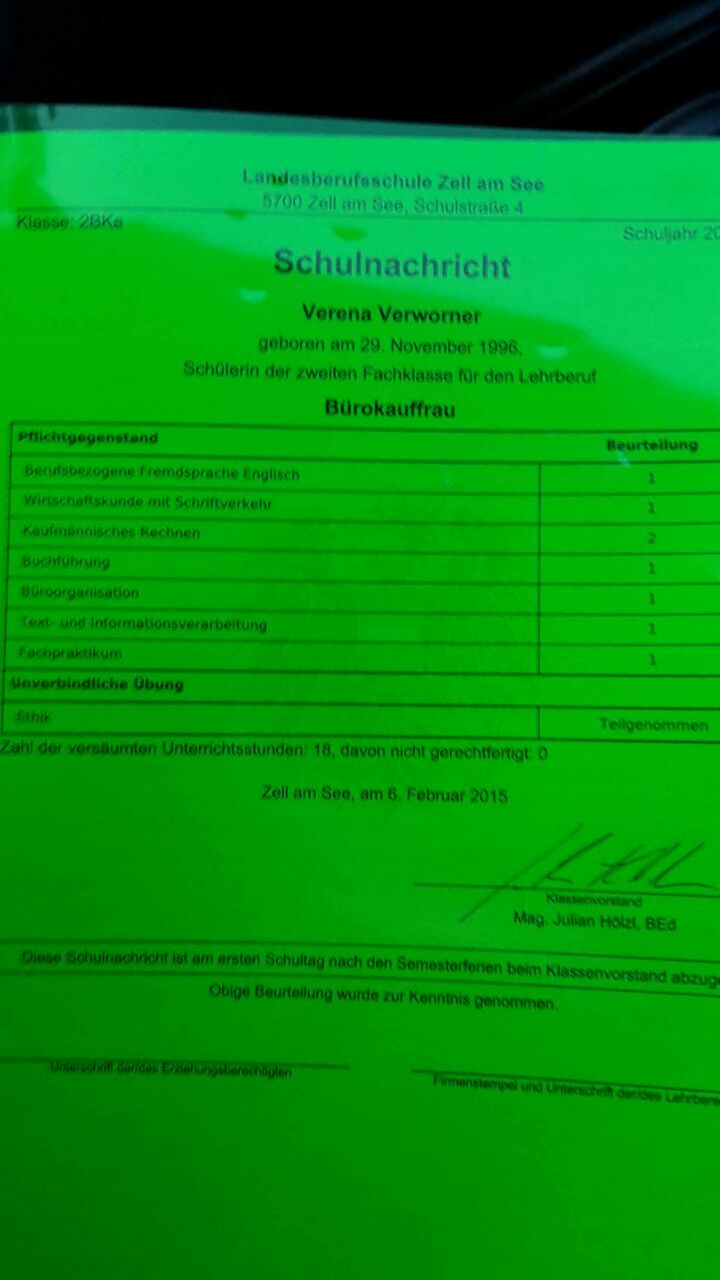 Landesberufsschule Zell am See
5700 Zell am See, Schulstraße 4
Klasse: 2BKa Schuljahr 20
Schulnachricht
Verena Verworner
geboren am 29. November 1996,
Schülerin der zweiten Fachklasse für den Lehrberuf
Bürokauffrau
Pflichtgegenstand Beurteilung
Berufsbezogene Fremdsprache Englisch 1
Wirtschaftskunde mit Schriftverkehr 1
Kaufmännisches Rechnen 2
Buchführung 1
Büroorganisation 1
Text- und Informationsverarbeitung 1
Fachpraktikum 1
Unverbindliche Übung
Ethik Teilgenommen
Zahl der versäumten Unterrichtsstunden: 18, davon nicht gerechtfertigt: 0
Zell am See, am 6. Februar 2015
Klassenvorstand
Mag. Julian Hölzl, BEd
Diese Schulnachricht ist am ersten Schultag nach den Semesterferien beim Klassenvorstand abzuge
Obige Beurteilung wurde zur Kenntnis genommen.
Unterschrift der/des Erziehungsberechtigten Firmenstempel und Unterschrift der/des Lehrbere